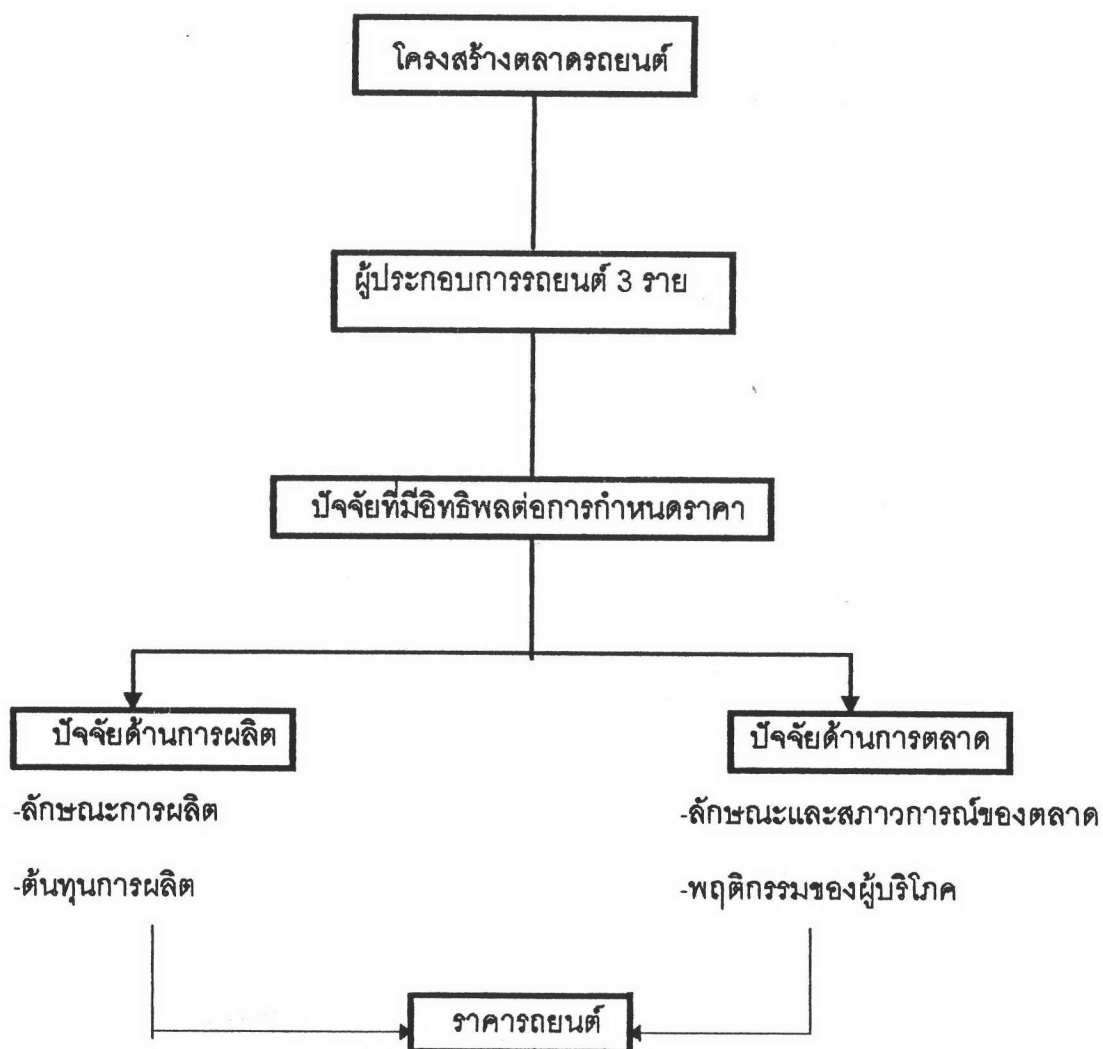 โครงสร้างตลาดรถยนต์
ผู้ประกอบการรถยนต์ 3 ราย
ปัจจัยที่มีอิทธิพลต่อการกำหนดราคา
ปัจจัยด้านการผลิต
-ลักษณะการผลิต
-ต้นทุนการผลิต
ปัจจัยด้านการตลาด
-ลักษณะและสภาวการณ์ของตลาด
-พฤติกรรมของผู้บริโภค
ราคารถยนต์